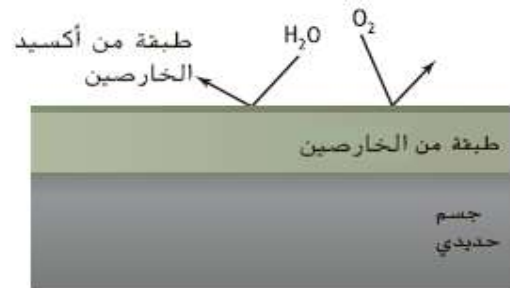 طبقة من أكسيد
الخارصين
H₂O
O₂
طبقة من الخارصين
جسم
حديدي